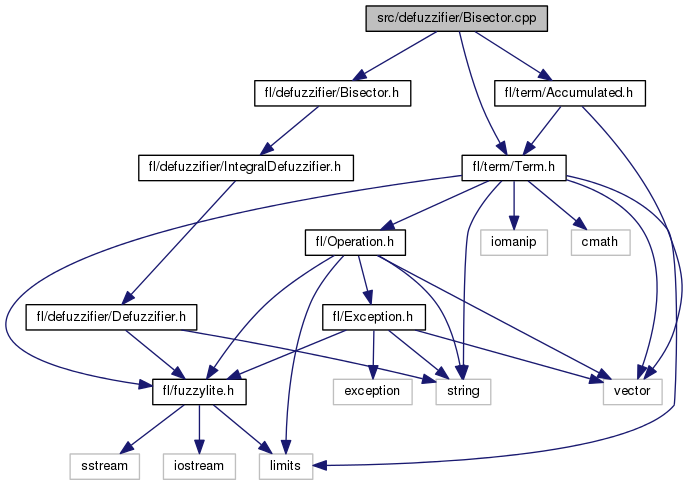 src/defuzzifier/Bisector.cpp
fl/defuzzifier/Bisector.h
fl/term/Accumulated.h
fl/defuzzifier/IntegralDefuzzifier.h
fl/term/Term.h
fl/Operation.h
iomanip
cmath
fl/defuzzifier/Defuzzifier.h
fl/Exception.h
fl/fuzzylite.h
exception
string
vector
sstream
iostream
limits